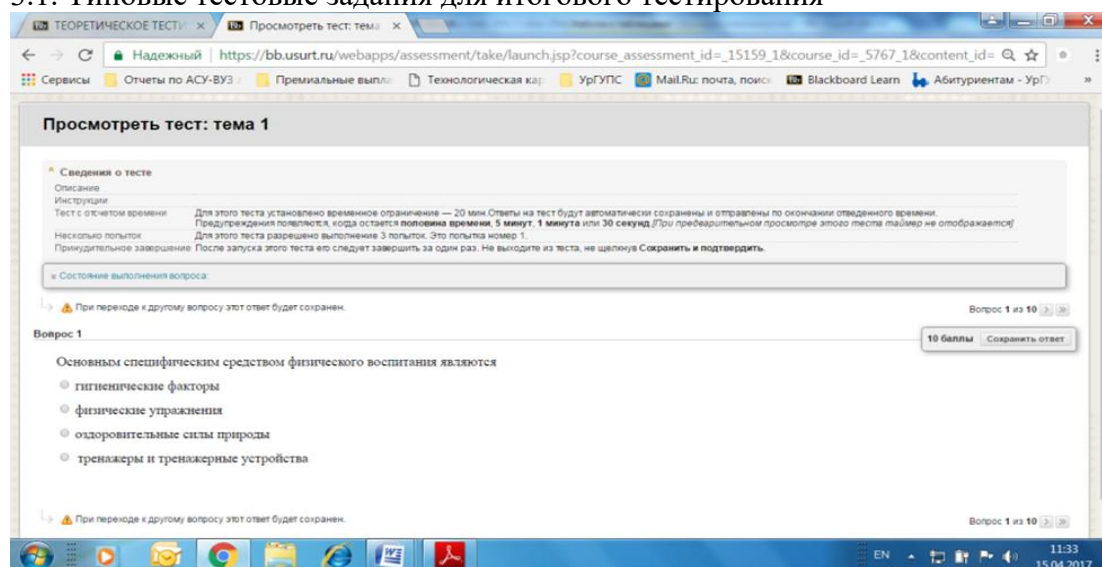 3.1. Типовые тестовые задания для итогового тестирования
ТЕОРЕТИЧЕСКОЕ ТЕСТИ × Просмотреть тест: тема ×
Надежный https://bb.usurt.ru/webapps/assessment/take/launch.jsp?course_assessment_id=_15159_1&course_id=_5767_1&content_id=
Сервисы Отчеты по АСУ-ВУЗ Премиальные выпла Технологическая кар УрГУПС Mail.Ru: почта, поиск Blackboard Learn Абитуриентам - УрГ »
Просмотреть тест: тема 1
Сведения о тесте
Описание
Инструкции
Тест с отсчетом времени Для этого теста установлено временное ограничение — 20 мин.Ответы на тест будут автоматически сохранены и отправлены по окончании отведенного времени.
Предупреждения появляются, когда остается половина времени, 5 минут, 1 минута или 30 секунд.[При предварительном просмотре этого теста таймер не отображается]
Несколько попыток Для этого теста разрешено выполнение 3 попыток. Это попытка номер 1.
Принудительное завершение После запуска этого теста его следует завершить за один раз. Не выходите из теста, не щелкнув Сохранить и подтвердить.
Состояние выполнения вопроса:
При переходе к другому вопросу этот ответ будет сохранен. Вопрос 1 из 10 > »
Вопрос 1
10 баллы Сохранить ответ
Основным специфическим средством физического воспитания являются
гигиенические факторы
физические упражнения
оздоровительные силы природы
тренажеры и тренажерные устройства
При переходе к другому вопросу этот ответ будет сохранен. Вопрос 1 из 10 > »
EN 11:33
15.04.2017